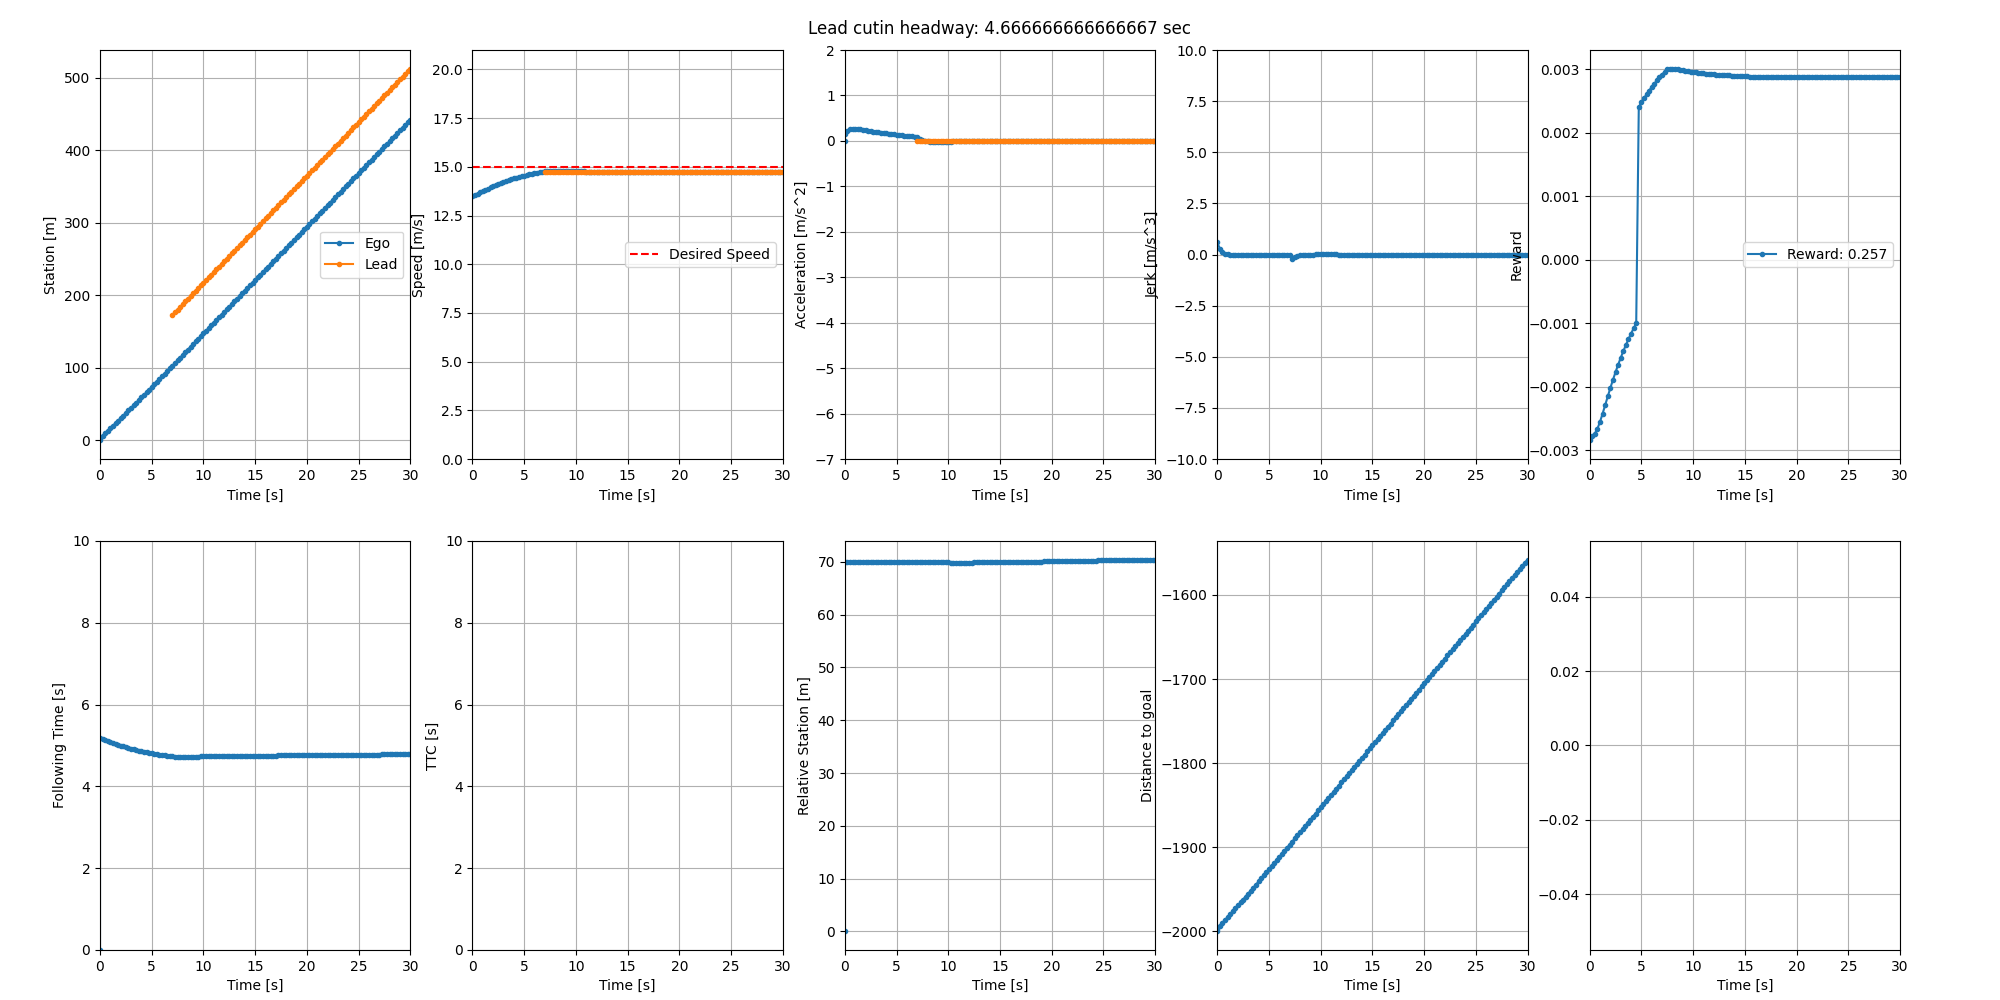 Lead cutin headway: 4.666666666666667 sec
Station [m]
500
400
300
200
100
0
0 5 10 15 20 25 30
Time [s]
Ego
Lead
Speed [m/s]
20.0
17.5
15.0
12.5
10.0
7.5
5.0
2.5
0.0
0 5 10 15 20 25 30
Time [s]
Desired Speed
Acceleration [m/s^2]
2
1
0
−1
−2
−3
−4
−5
−6
−7
0 5 10 15 20 25 30
Time [s]
Jerk [m/s^3]
10.0
7.5
5.0
2.5
0.0
−2.5
−5.0
−7.5
−10.0
0 5 10 15 20 25 30
Time [s]
Reward
0.003
0.002
0.001
0.000
−0.001
−0.002
−0.003
0 5 10 15 20 25 30
Time [s]
Reward: 0.257
Following Time [s]
10
8
6
4
2
0
0 5 10 15 20 25 30
Time [s]
TTC [s]
10
8
6
4
2
0
0 5 10 15 20 25 30
Time [s]
Relative Station [m]
70
60
50
40
30
20
10
0
0 5 10 15 20 25 30
Time [s]
Distance to goal
−1600
−1700
−1800
−1900
−2000
0 5 10 15 20 25 30
Time [s]
0.04
0.02
0.00
−0.02
−0.04
0 5 10 15 20 25 30
Time [s]